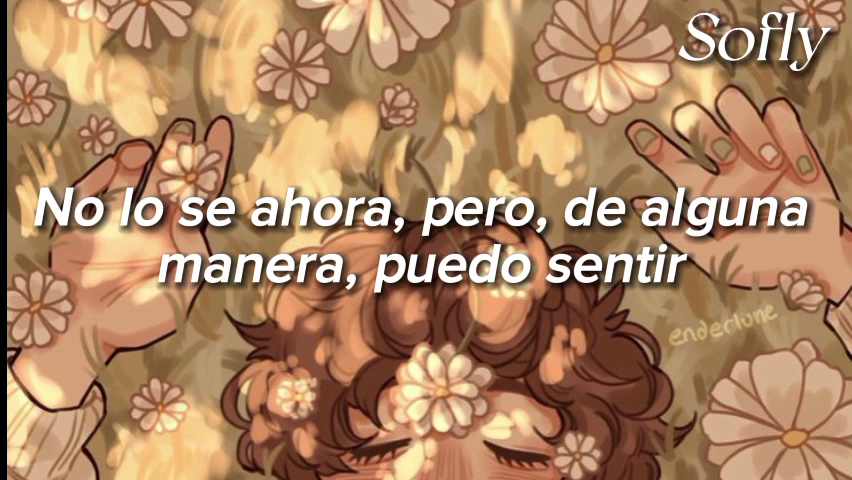 Sofly
No lo se ahora, pero, de alguna
manera, puedo sentir
enderlune